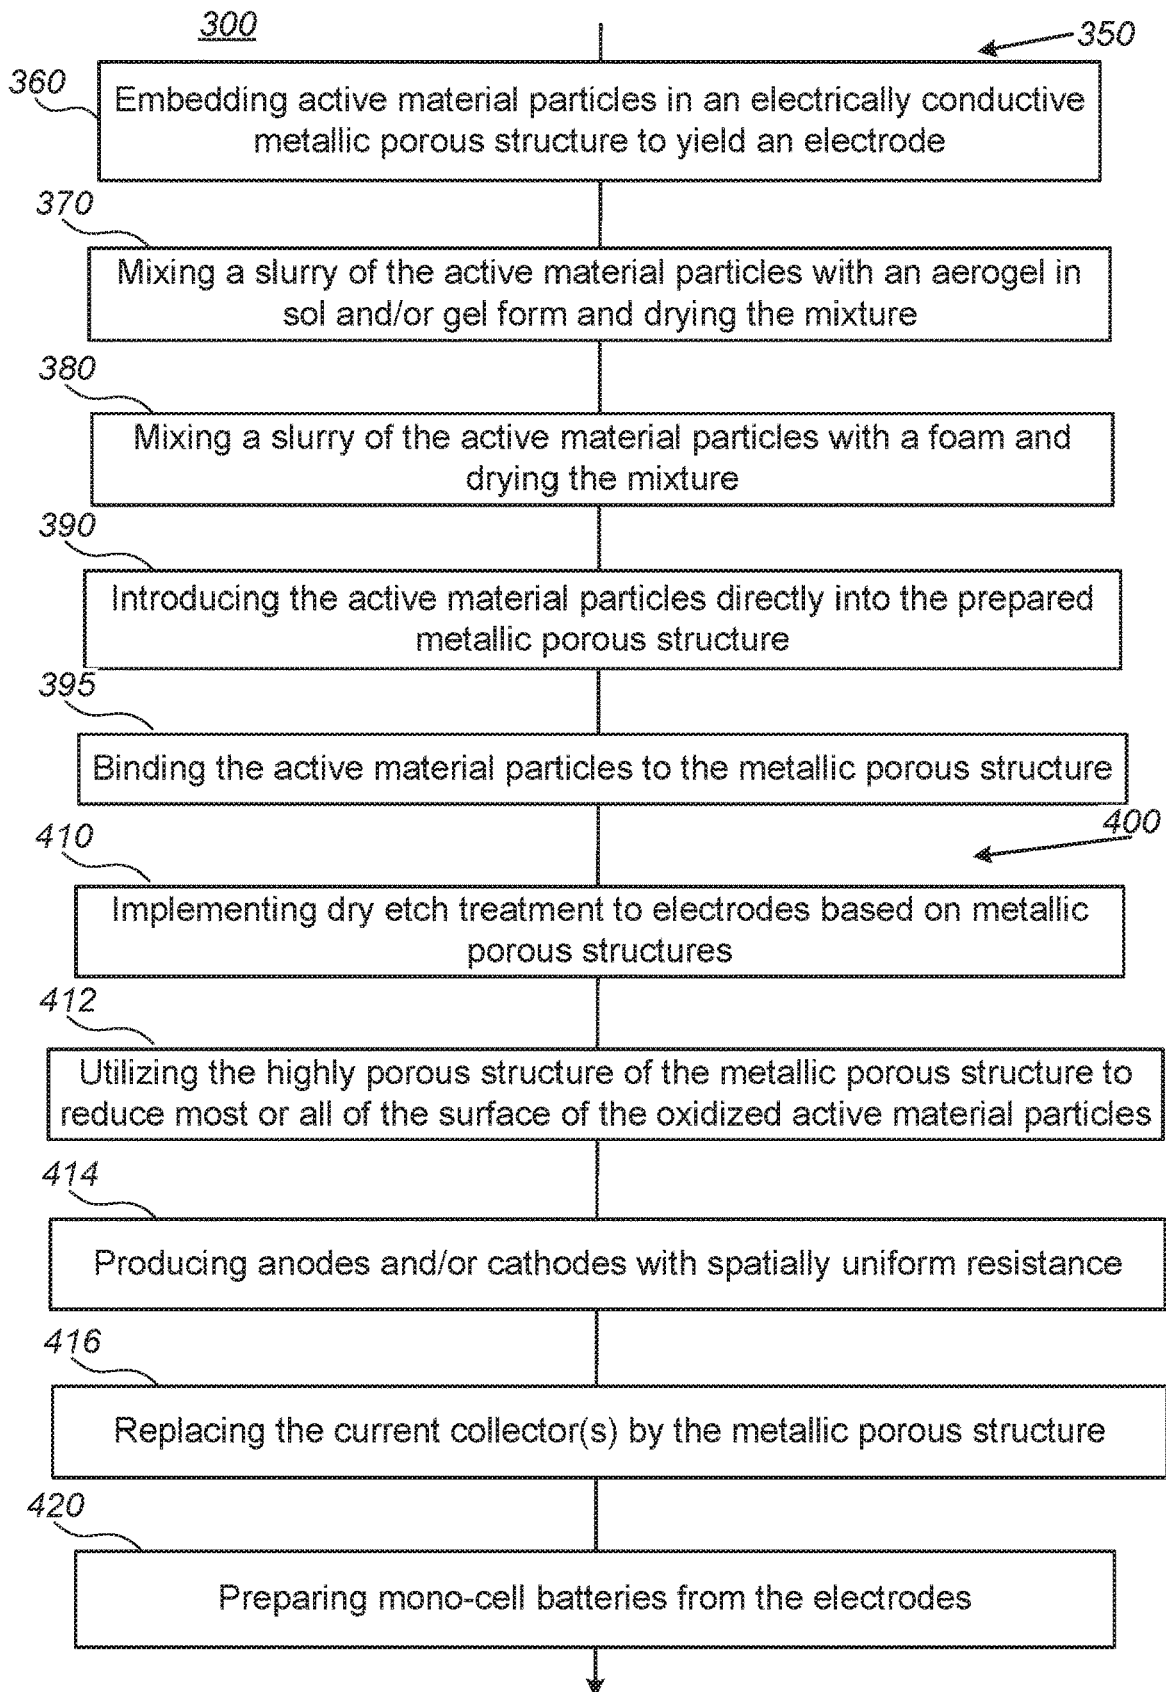 300
350
360
Embedding active material particles in an electrically conductive
metallic porous structure to yield an electrode
370
Mixing a slurry of the active material particles with an aerogel in
sol and/or gel form and drying the mixture
380
Mixing a slurry of the active material particles with a foam and
drying the mixture
390
Introducing the active material particles directly into the prepared
metallic porous structure
395
Binding the active material particles to the metallic porous structure
400
410
Implementing dry etch treatment to electrodes based on metallic
porous structures
412
Utilizing the highly porous structure of the metallic porous structure to
reduce most or all of the surface of the oxidized active material particles
414
Producing anodes and/or cathodes with spatially uniform resistance
416
Replacing the current collector(s) by the metallic porous structure
420
Preparing mono-cell batteries from the electrodes